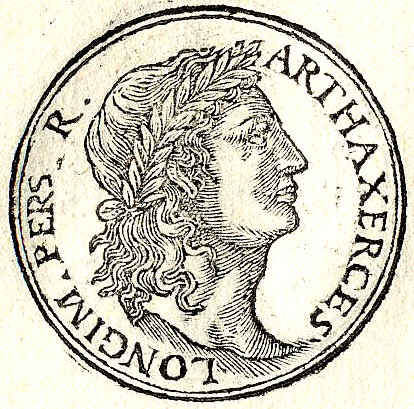 ARTHAXERCES LONGIM. PERS R.